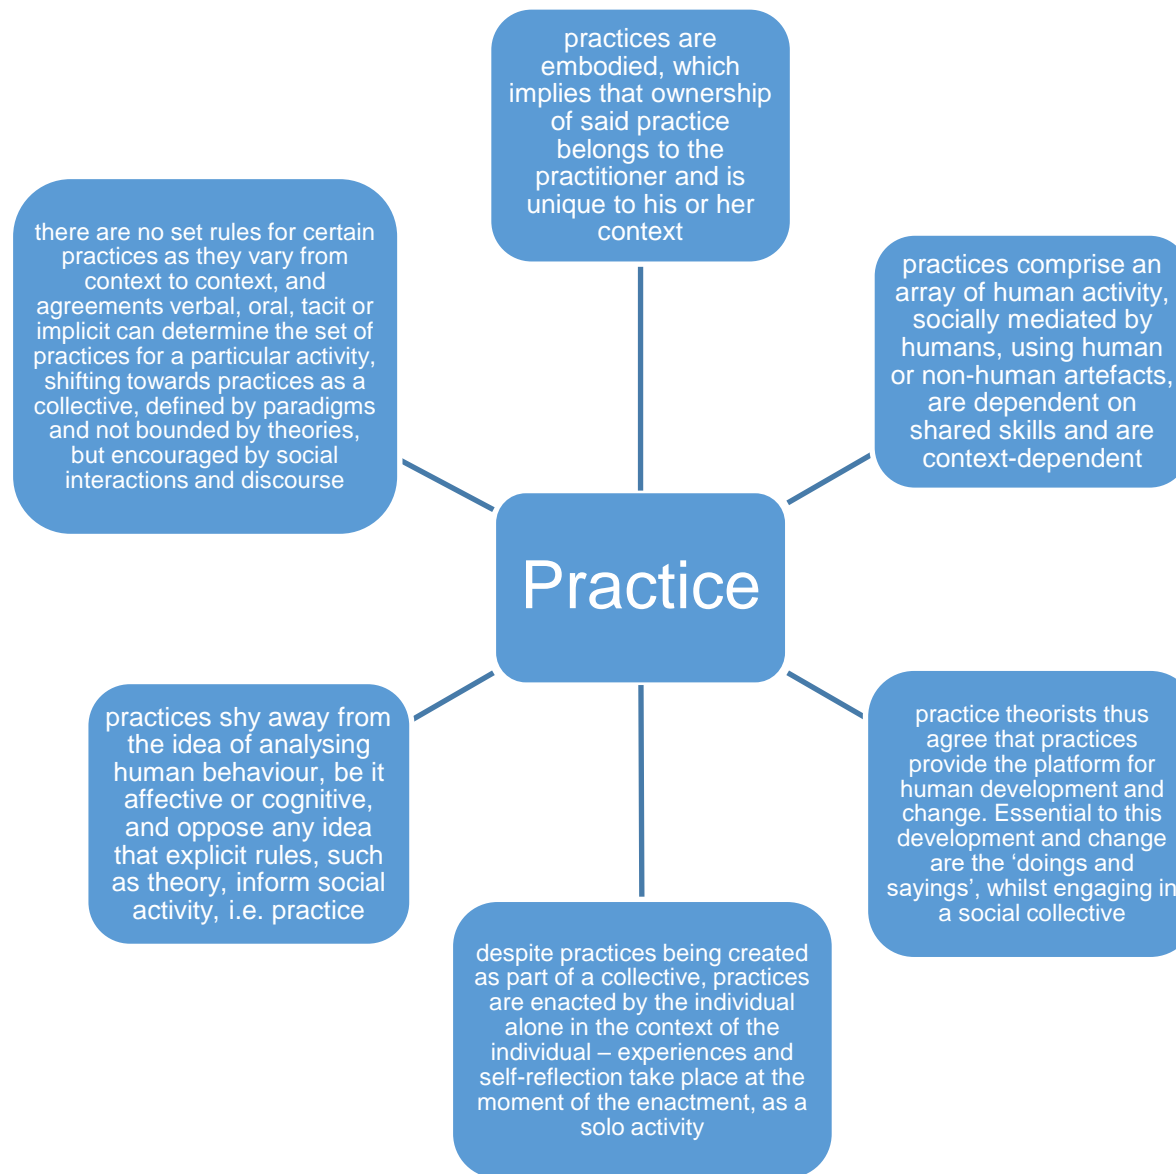 practices are
embodied, which
implies that ownership
of said practice
belongs to the
practitioner and is
unique to his or her
context
practices comprise an
array of human activity,
socially mediated by
humans, using human
or non-human artefacts,
are dependent on
shared skills and are
context-dependent
practice theorists thus
agree that practices
provide the platform for
human development and
change. Essential to this
development and change
are the ‘doings and
sayings’, whilst engaging in
a social collective
despite practices being created
as part of a collective, practices
are enacted by the individual
alone in the context of the
individual – experiences and
self-reflection take place at the
moment of the enactment, as a
solo activity
practices shy away from
the idea of analysing
human behaviour, be it
affective or cognitive,
and oppose any idea
that explicit rules, such
as theory, inform social
activity, i.e. practice
there are no set rules for certain
practices as they vary from
context to context, and
agreements verbal, oral, tacit or
implicit can determine the set of
practices for a particular activity,
shifting towards practices as a
collective, defined by paradigms
and not bounded by theories,
but encouraged by social
interactions and discourse
Practice